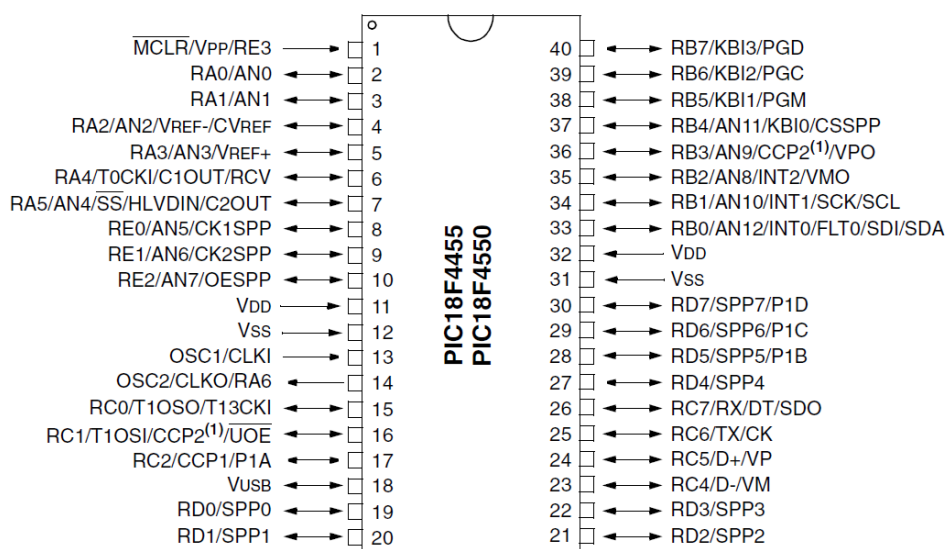 MCLR/VPP/RE3 1
RA0/AN0 2
RA1/AN1 3
RA2/AN2/VREF-/CVREF 4
RA3/AN3/VREF+ 5
RA4/T0CKI/C1OUT/RCV 6
RA5/AN4/SS/HLVDIN/C2OUT 7
RE0/AN5/CK1SPP 8
RE1/AN6/CK2SPP 9
RE2/AN7/OESPP 10
VDD 11
VSS 12
OSC1/CLKI 13
OSC2/CLKO/RA6 14
RC0/T1OSO/T13CKI 15
RC1/T1OSI/CCP2(1)/UOE 16
RC2/CCP1/P1A 17
VUSB 18
RD0/SPP0 19
RD1/SPP1 20
PIC18F4455
PIC18F4550
40 RB7/KBI3/PGD
39 RB6/KBI2/PGC
38 RB5/KBI1/PGM
37 RB4/AN11/KBI0/CSSPP
36 RB3/AN9/CCP2(1)/VPO
35 RB2/AN8/INT2/VMO
34 RB1/AN10/INT1/SCK/SCL
33 RB0/AN12/INT0/FLT0/SDI/SDA
32 VDD
31 VSS
30 RD7/SPP7/P1D
29 RD6/SPP6/P1C
28 RD5/SPP5/P1B
27 RD4/SPP4
26 RC7/RX/DT/SDO
25 RC6/TX/CK
24 RC5/D+/VP
23 RC4/D-/VM
22 RD3/SPP3
21 RD2/SPP2